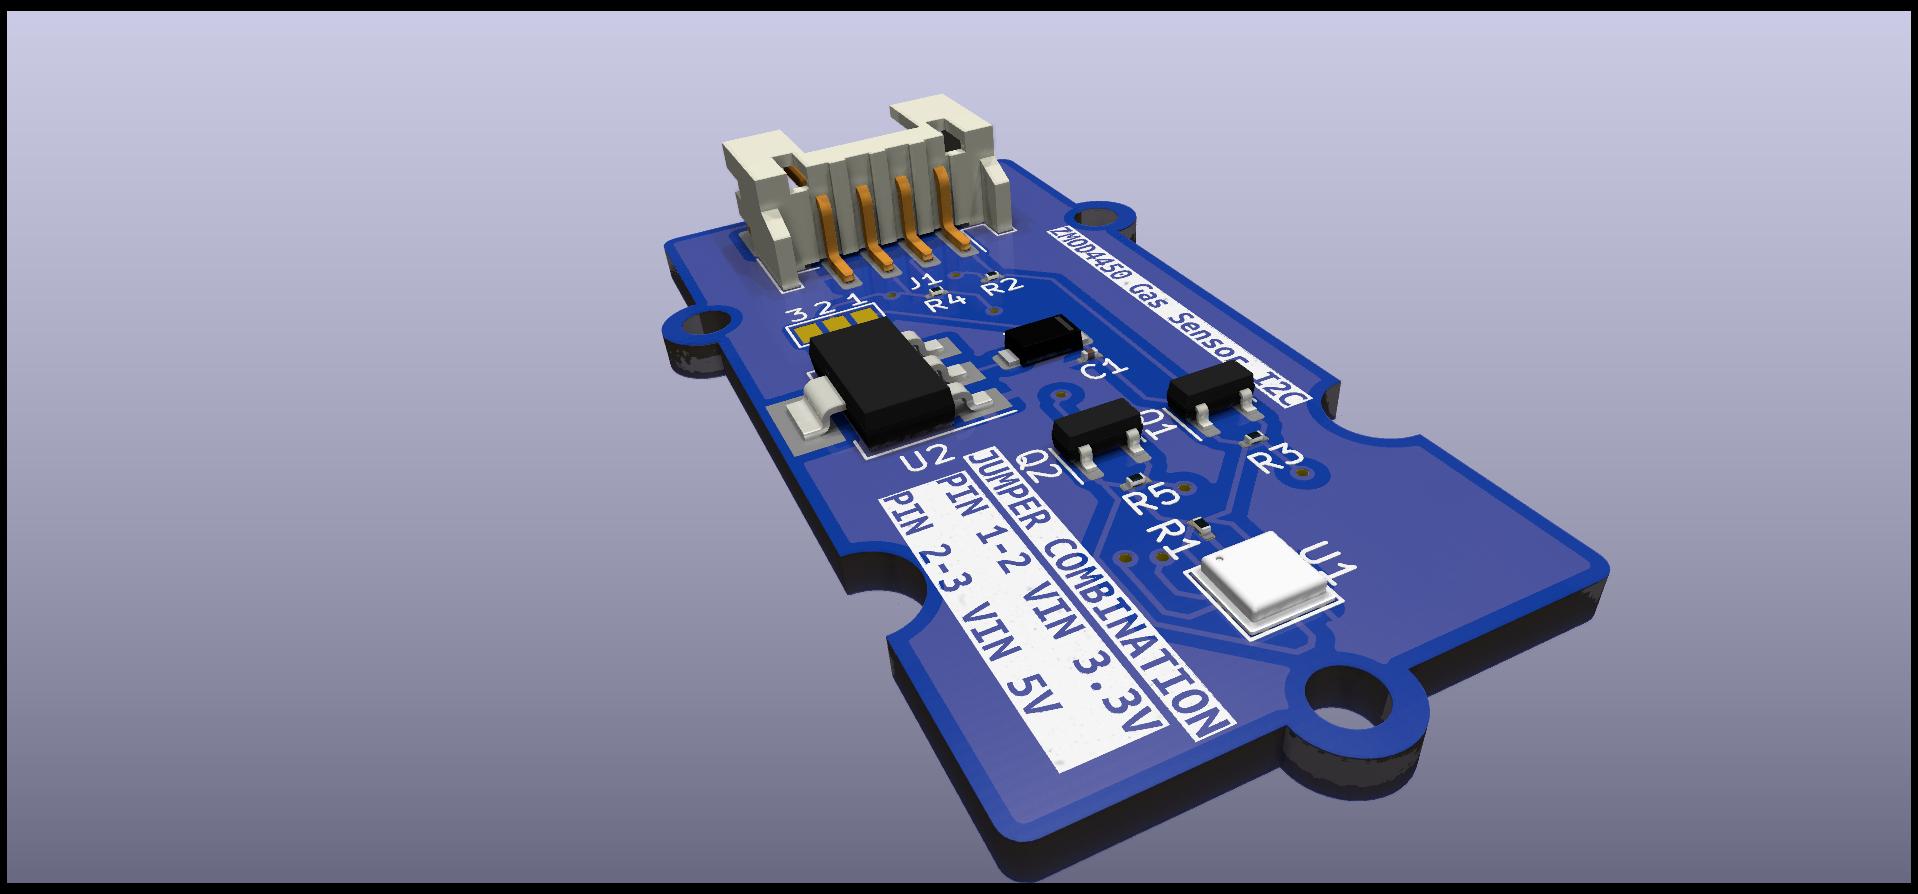 J1
R2
R4
3 2 1
ZMOD4450 Gas Sensor I2C
C1
U2
Q1
Q2
R3
R5
R1
U1
JUMPER COMBINATION
PIN 1-2 VIN 3.3V
PIN 2-3 VIN 5V